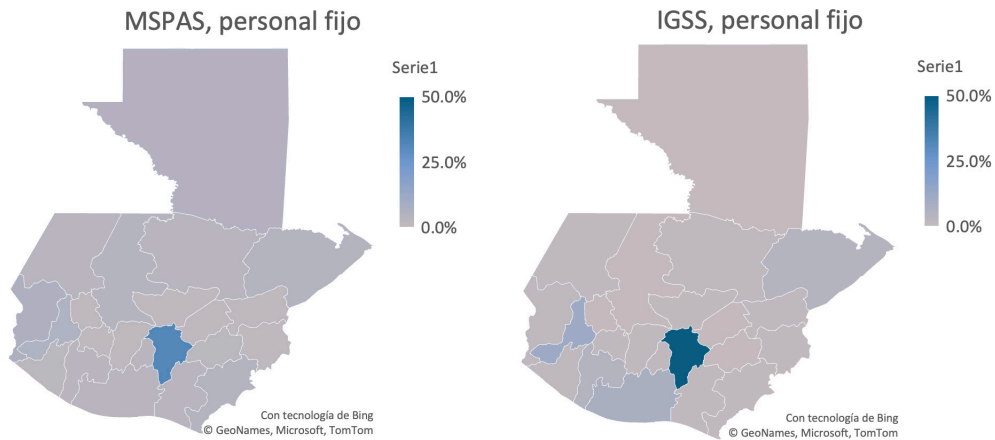 MSPAS, personal fijo
Serie1
50.0%
25.0%
0.0%
Con tecnología de Bing
© GeoNames, Microsoft, TomTom
IGSS, personal fijo
Serie1
50.0%
25.0%
0.0%
Con tecnología de Bing
© GeoNames, Microsoft, TomTom